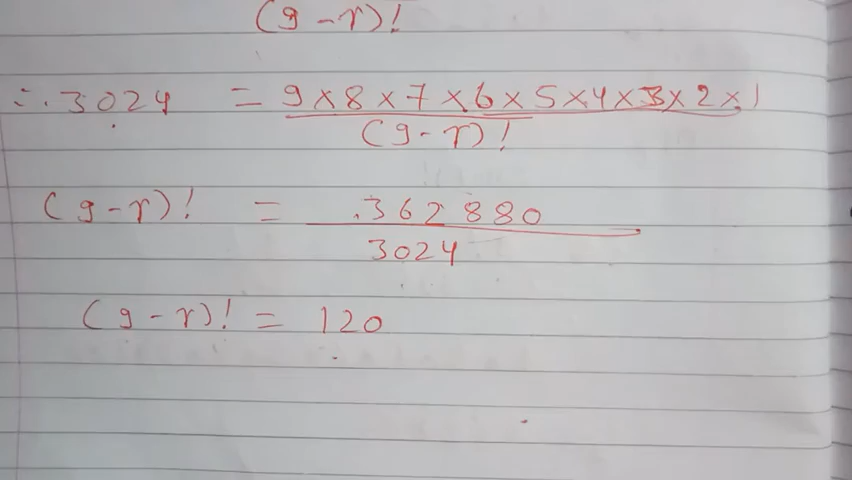 (9-r)!
∴ 3024 = 9×8×7×6×5×4×3×2×1
(9-r)!
(9-r)! = 362880
3024
(9-r)! = 120